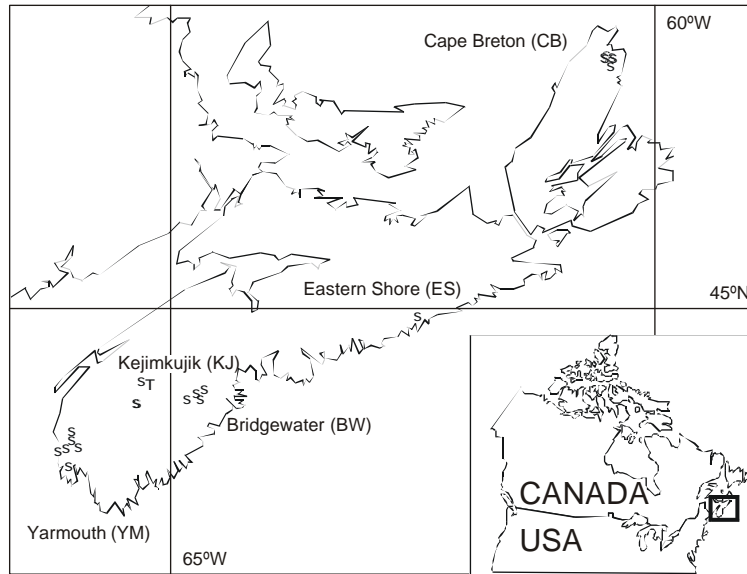 60ºW
Cape Breton (CB)
S S S
S
Eastern Shore (ES)
45ºN
S
Kejimkujik (KJ)
S T
S
S S S
S
Bridgewater (BW)
S
S
S S S
S
Yarmouth (YM)
65ºW
CANADA
USA